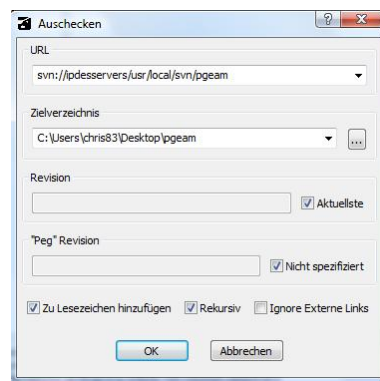 Auschecken
URL
svn://ipdesservers/usr/local/svn/pgeam
Zielverzeichnis
C:\Users\chris83\Desktop\pgeam
...
Revision
Aktuellste
"Peg" Revision
Nicht spezifiziert
Zu Lesezeichen hinzufügen Rekursiv Ignore Externe Links
OK Abbrechen